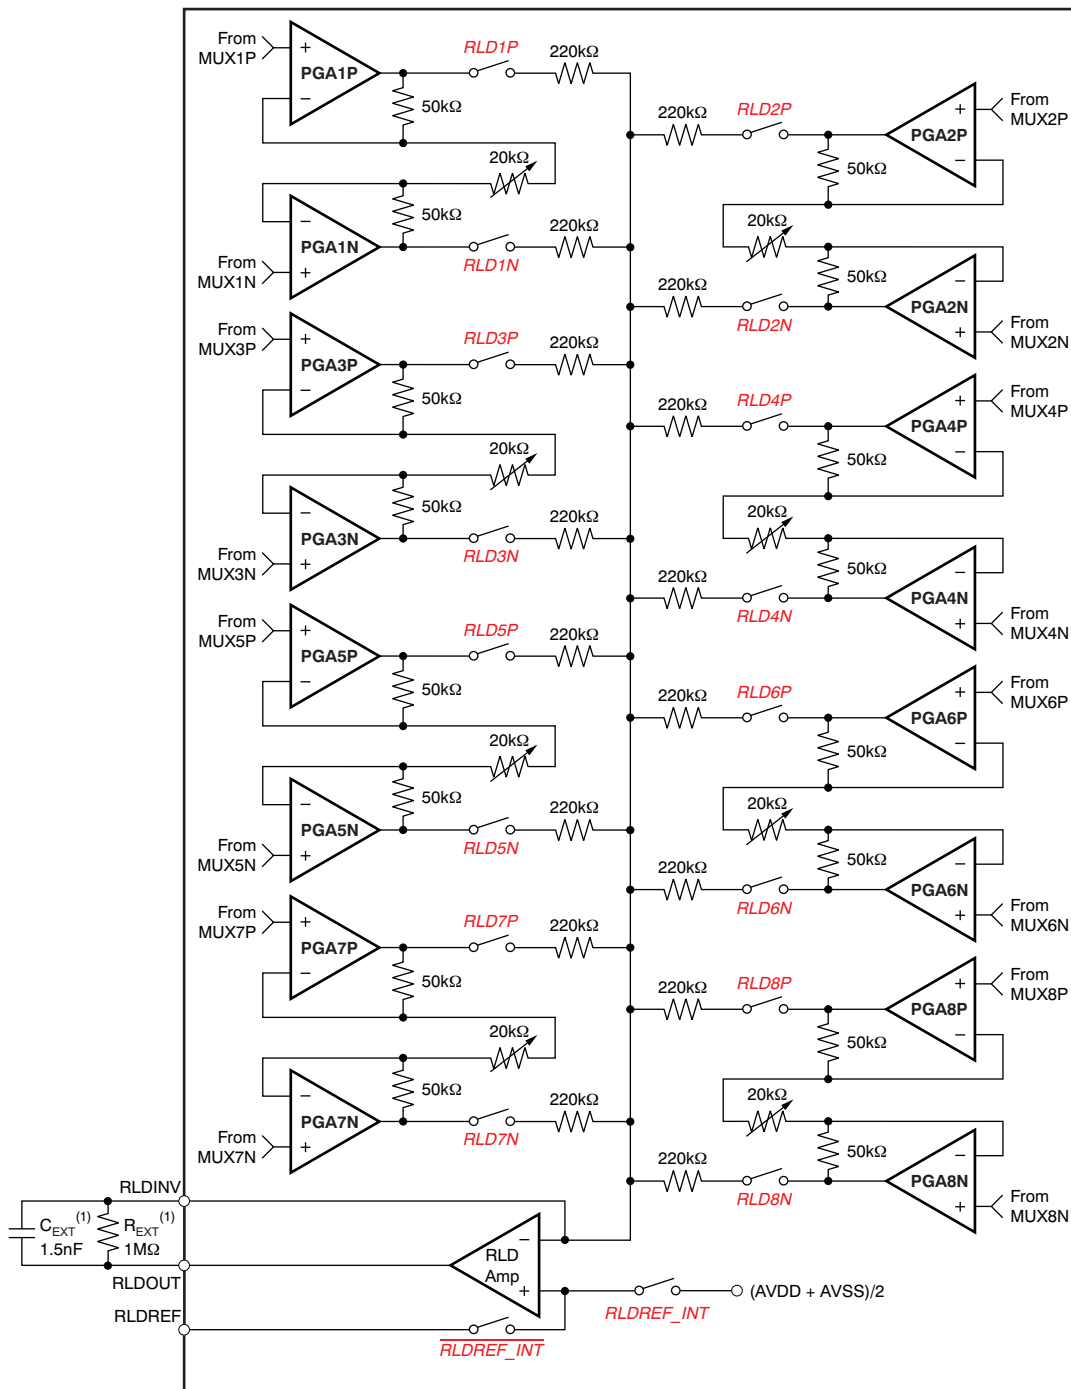 From
MUX1P
+
PGA1P
−
50kΩ
RLD1P
220kΩ
20kΩ
−
PGA1N
+
50kΩ
From
MUX1N
RLD1N
220kΩ
From
MUX3P
+
PGA3P
−
50kΩ
RLD3P
220kΩ
20kΩ
−
PGA3N
+
50kΩ
From
MUX3N
RLD3N
220kΩ
From
MUX5P
+
PGA5P
−
50kΩ
RLD5P
220kΩ
20kΩ
−
PGA5N
+
50kΩ
From
MUX5N
RLD5N
220kΩ
From
MUX7P
+
PGA7P
−
50kΩ
RLD7P
220kΩ
20kΩ
−
PGA7N
+
50kΩ
From
MUX7N
RLD7N
220kΩ
220kΩ
RLD2P
+
PGA2P
−
From
MUX2P
50kΩ
20kΩ
50kΩ
−
PGA2N
+
From
MUX2N
220kΩ
RLD2N
220kΩ
RLD4P
+
PGA4P
−
From
MUX4P
50kΩ
20kΩ
50kΩ
−
PGA4N
+
From
MUX4N
220kΩ
RLD4N
220kΩ
RLD6P
+
PGA6P
−
From
MUX6P
50kΩ
20kΩ
50kΩ
−
PGA6N
+
From
MUX6N
220kΩ
RLD6N
220kΩ
RLD8P
+
PGA8P
−
From
MUX8P
50kΩ
20kΩ
50kΩ
−
PGA8N
+
From
MUX8N
220kΩ
RLD8N
RLDINV
C_EXT(1)
1.5nF
R_EXT(1)
1MΩ
RLDOUT
RLDREF
−
RLD
Amp
+
RLDREF_INT
RLDREF_INT
(AVDD + AVSS)/2